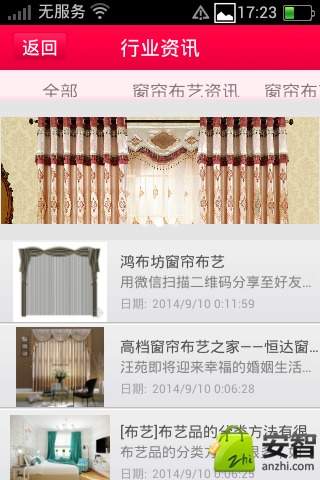 无服务 17:23
返回 行业资讯
全部 窗帘布艺资讯 窗帘布
鸿布坊窗帘布艺
用微信扫描二维码分享至好友...
日期: 2014/9/10 0:11:59
高档窗帘布艺之家——恒达窗...
汪苑即将迎来幸福的婚姻生活...
日期: 2014/9/10 0:06:28
[布艺]布艺品的分类方法有很
布艺的分类方
日期: 2014/9/10 0:05:
安智
zhi
anzhi.com